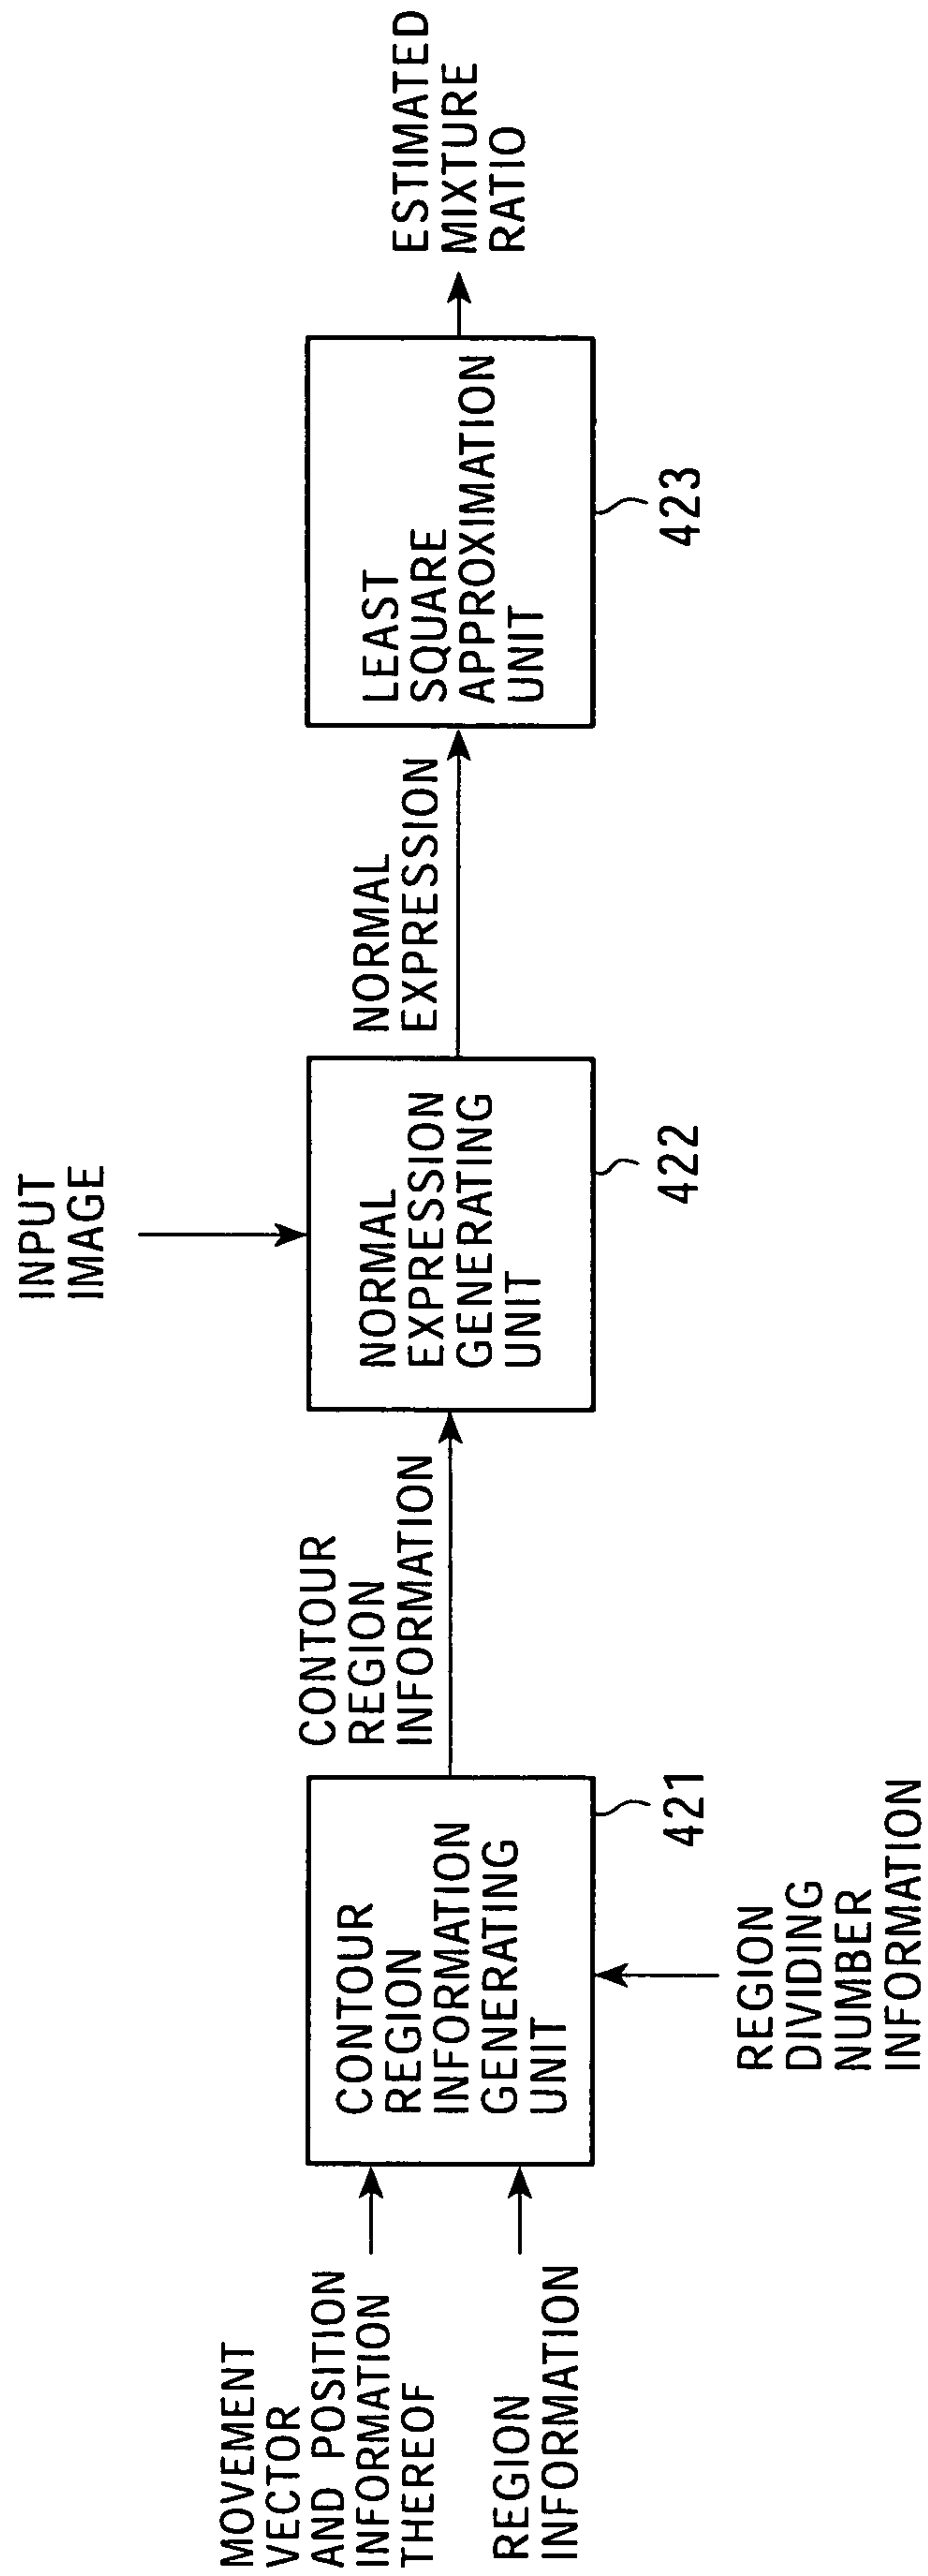 MOVEMENT
VECTOR
AND POSITION
INFORMATION
THEREOF
REGION
INFORMATION
CONTOUR
REGION
INFORMATION
GENERATING
UNIT
421
REGION
DIVIDING
NUMBER
INFORMATION
CONTOUR
REGION
INFORMATION
INPUT
IMAGE
NORMAL
EXPRESSION
GENERATING
UNIT
422
NORMAL
EXPRESSION
LEAST
SQUARE
APPROXIMATION
UNIT
423
ESTIMATED
MIXTURE
RATIO